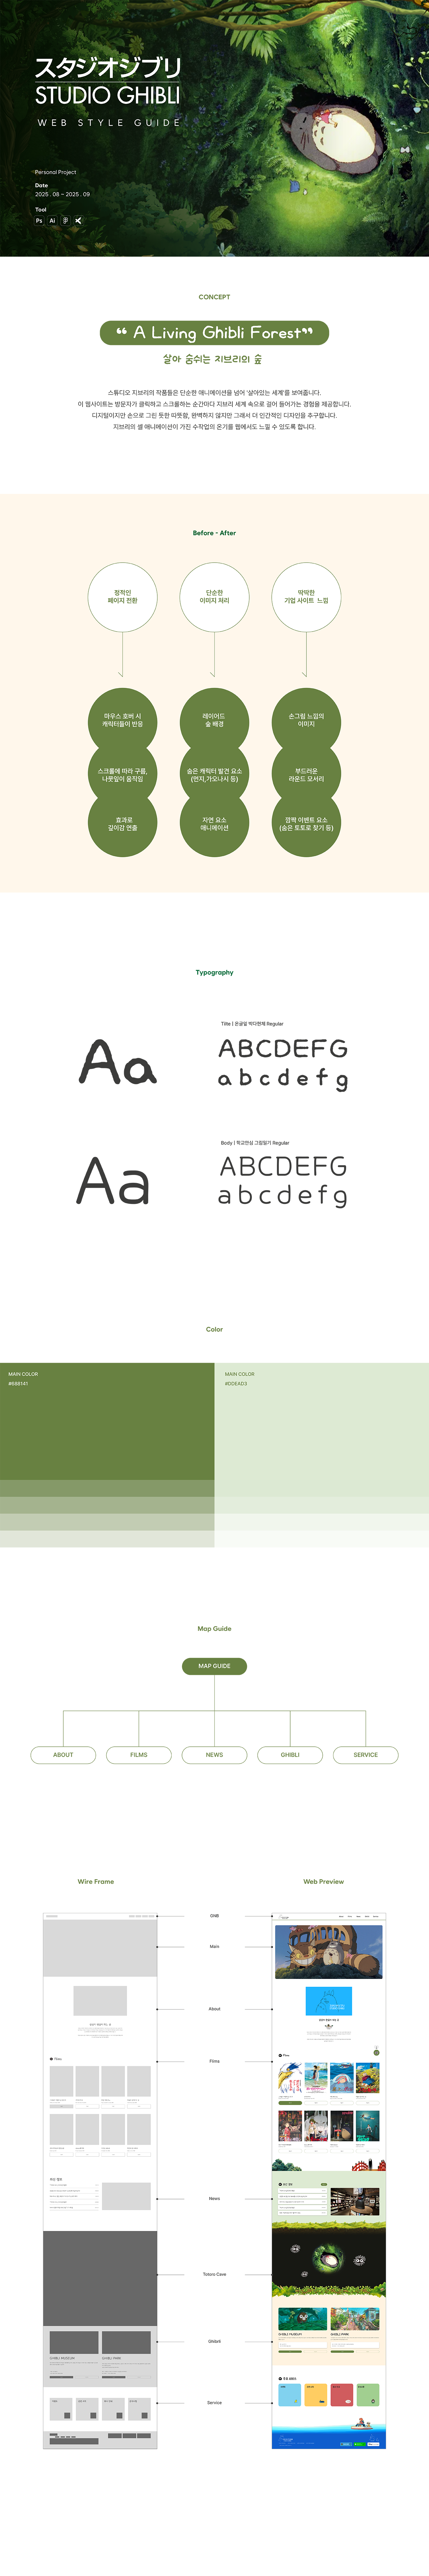 スタジオジブリ
STUDIO GHIBLI
WEB STYLE GUIDE
Personal Project
Date
2025 . 08 ~ 2025 . 09
Tool
Ps Ai
CONCEPT
“ A Living Ghibli Forest”
살아 숨쉬는 지브리의 숲
스튜디오 지브리의 작품들은 단순한 애니메이션을 넘어 '살아있는 세계'를 보여줍니다.
이 웹사이트는 방문자가 클릭하고 스크롤하는 순간마다 지브리 세계 속으로 걸어 들어가는 경험을 제공합니다.
디지털이지만 손으로 그린 듯한 따뜻함, 완벽하지 않지만 그래서 더 인간적인 디자인을 추구합니다.
지브리의 셀 애니메이션이 가진 수작업의 온기를 웹에서도 느낄 수 있도록 합니다.
Before - After
정적인
페이지 전환
단순한
이미지 처리
딱딱한
기업 사이트 느낌
마우스 호버 시
캐릭터들이 반응
레이어드
숲 배경
손그림 느낌의
이미지
스크롤에 따라 구름,
나뭇잎이 움직임
숨은 캐릭터 발견 요소
(먼지,가오나시 등)
부드러운
라운드 모서리
효과로
깊이감 연출
자연 요소
애니메이션
깜짝 이벤트 요소
(숨은 토토로 찾기 등)
Typography
Aa
Title | 온글잎 박다현체 Regular
ABCDEFG
abcdefg
Aa
Body | 학교안심 그림일기 Regular
ABCDEFG
abcdefg
Color
MAIN COLOR
#688141
MAIN COLOR
#DDEAD3
Map Guide
MAP GUIDE
ABOUT
FILMS
NEWS
GHIBLI
SERVICE
Wire Frame
Web Preview
GNB
Main
About
Films
News
Totoro Cave
Ghibili
Service
GHIBLI MUSEUM
GHIBLI PARK